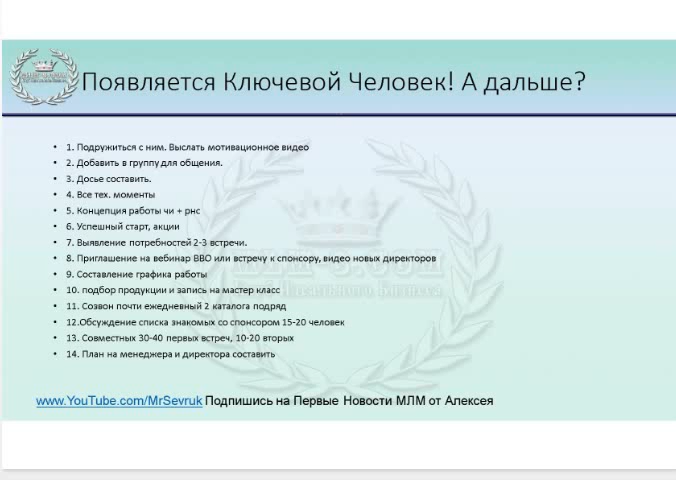 Появляется Ключевой Человек! А дальше?
• 1. Подружиться с ним. Выслать мотивационное видео
• 2. Добавить в группу для общения.
• 3. Досье составить.
• 4. Все тех. моменты
• 5. Концепция работы чи + рнс
• 6. Успешный старт, акции
• 7. Выявление потребностей 2-3 встречи.
• 8. Приглашение на вебинар ВВО или встречу к спонсору, видео новых директоров
• 9. Составление графика работы
• 10. подбор продукции и запись на мастер класс
• 11. Созвон почти ежедневный 2 каталога подряд
• 12.Обсуждение списка знакомых со спонсором 15-20 человек
• 13. Совместных 30-40 первых встреч, 10-20 вторых
• 14. План на менеджера и директора составить
www.YouTube.com/MrSevruk Подпишись на Первые Новости МЛМ от Алексея